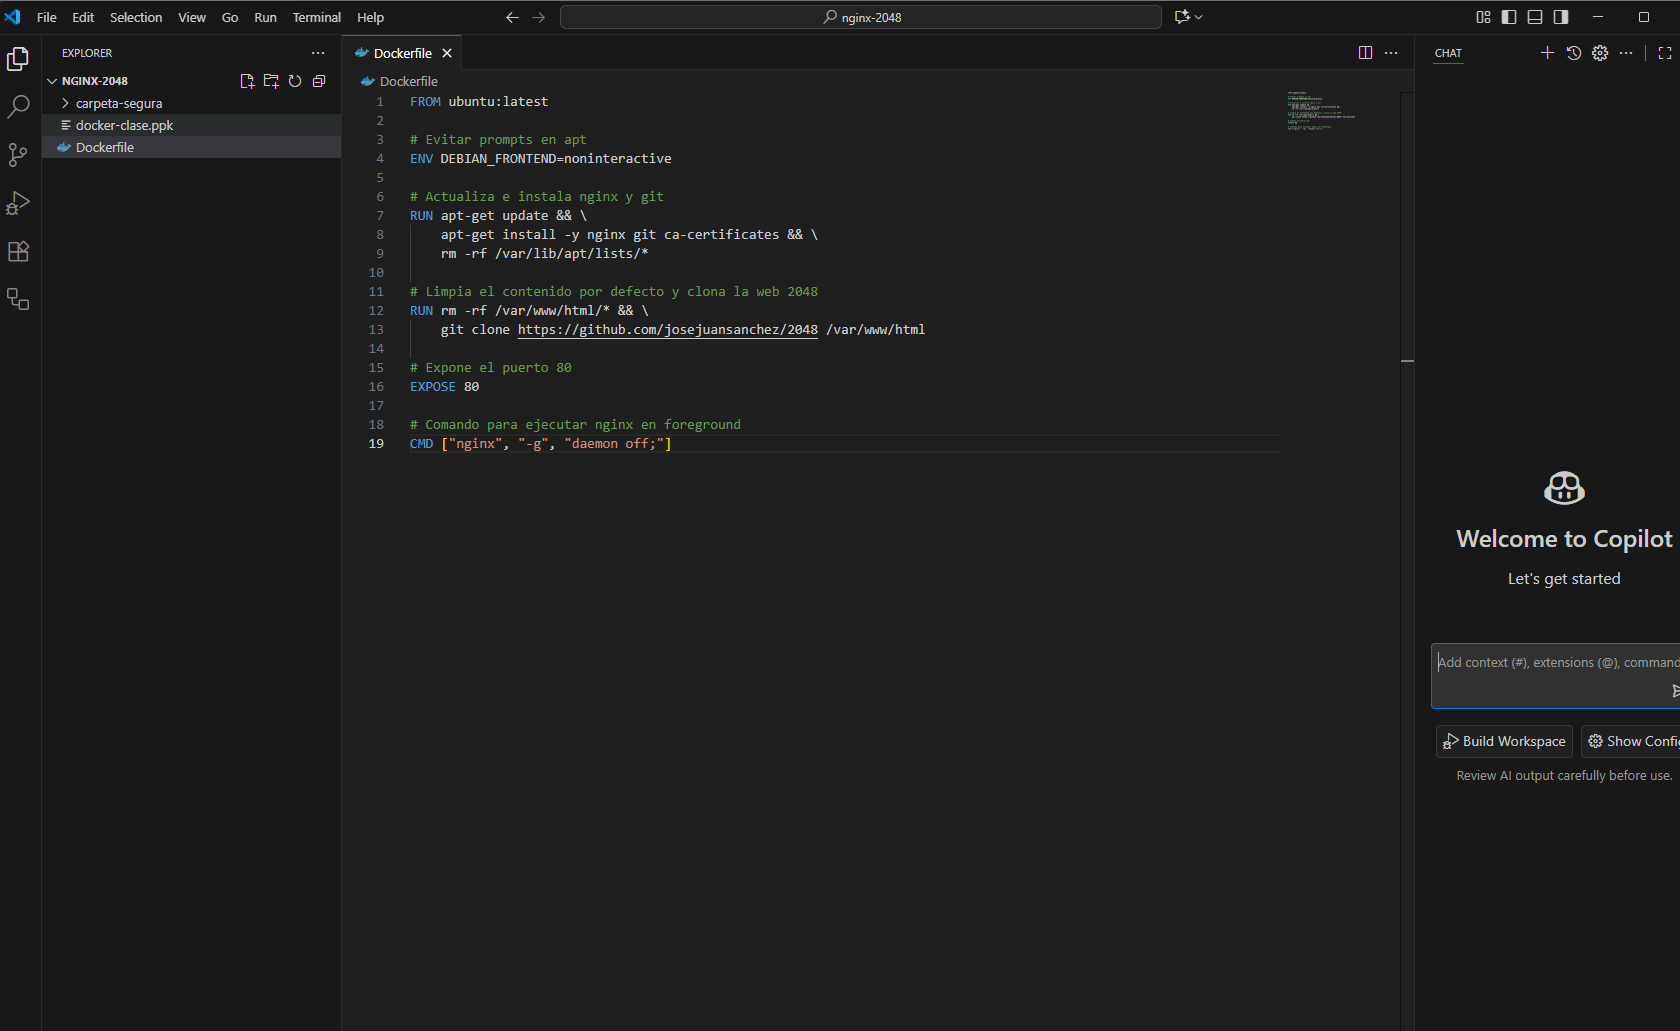 File Edit Selection View Go Run Terminal Help
nginx-2048
EXPLORER
NGINX-2048
carpeta-segura
docker-clase.ppk
Dockerfile
Dockerfile
Dockerfile
1 FROM ubuntu:latest
2
3 # Evitar prompts en apt
4 ENV DEBIAN_FRONTEND=noninteractive
5
6 # Actualiza e instala nginx y git
7 RUN apt-get update && \
8 apt-get install -y nginx git ca-certificates && \
9 rm -rf /var/lib/apt/lists/*
10
11 # Limpia el contenido por defecto y clona la web 2048
12 RUN rm -rf /var/www/html/* && \
13 git clone https://github.com/josejuansanchez/2048 /var/www/html
14
15 # Expone el puerto 80
16 EXPOSE 80
17
18 # Comando para ejecutar nginx en foreground
19 CMD ["nginx", "-g", "daemon off;"]
CHAT
Welcome to Copilot
Let's get started
Add context (#), extensions (@), command
Build Workspace Show Config
Review AI output carefully before use.